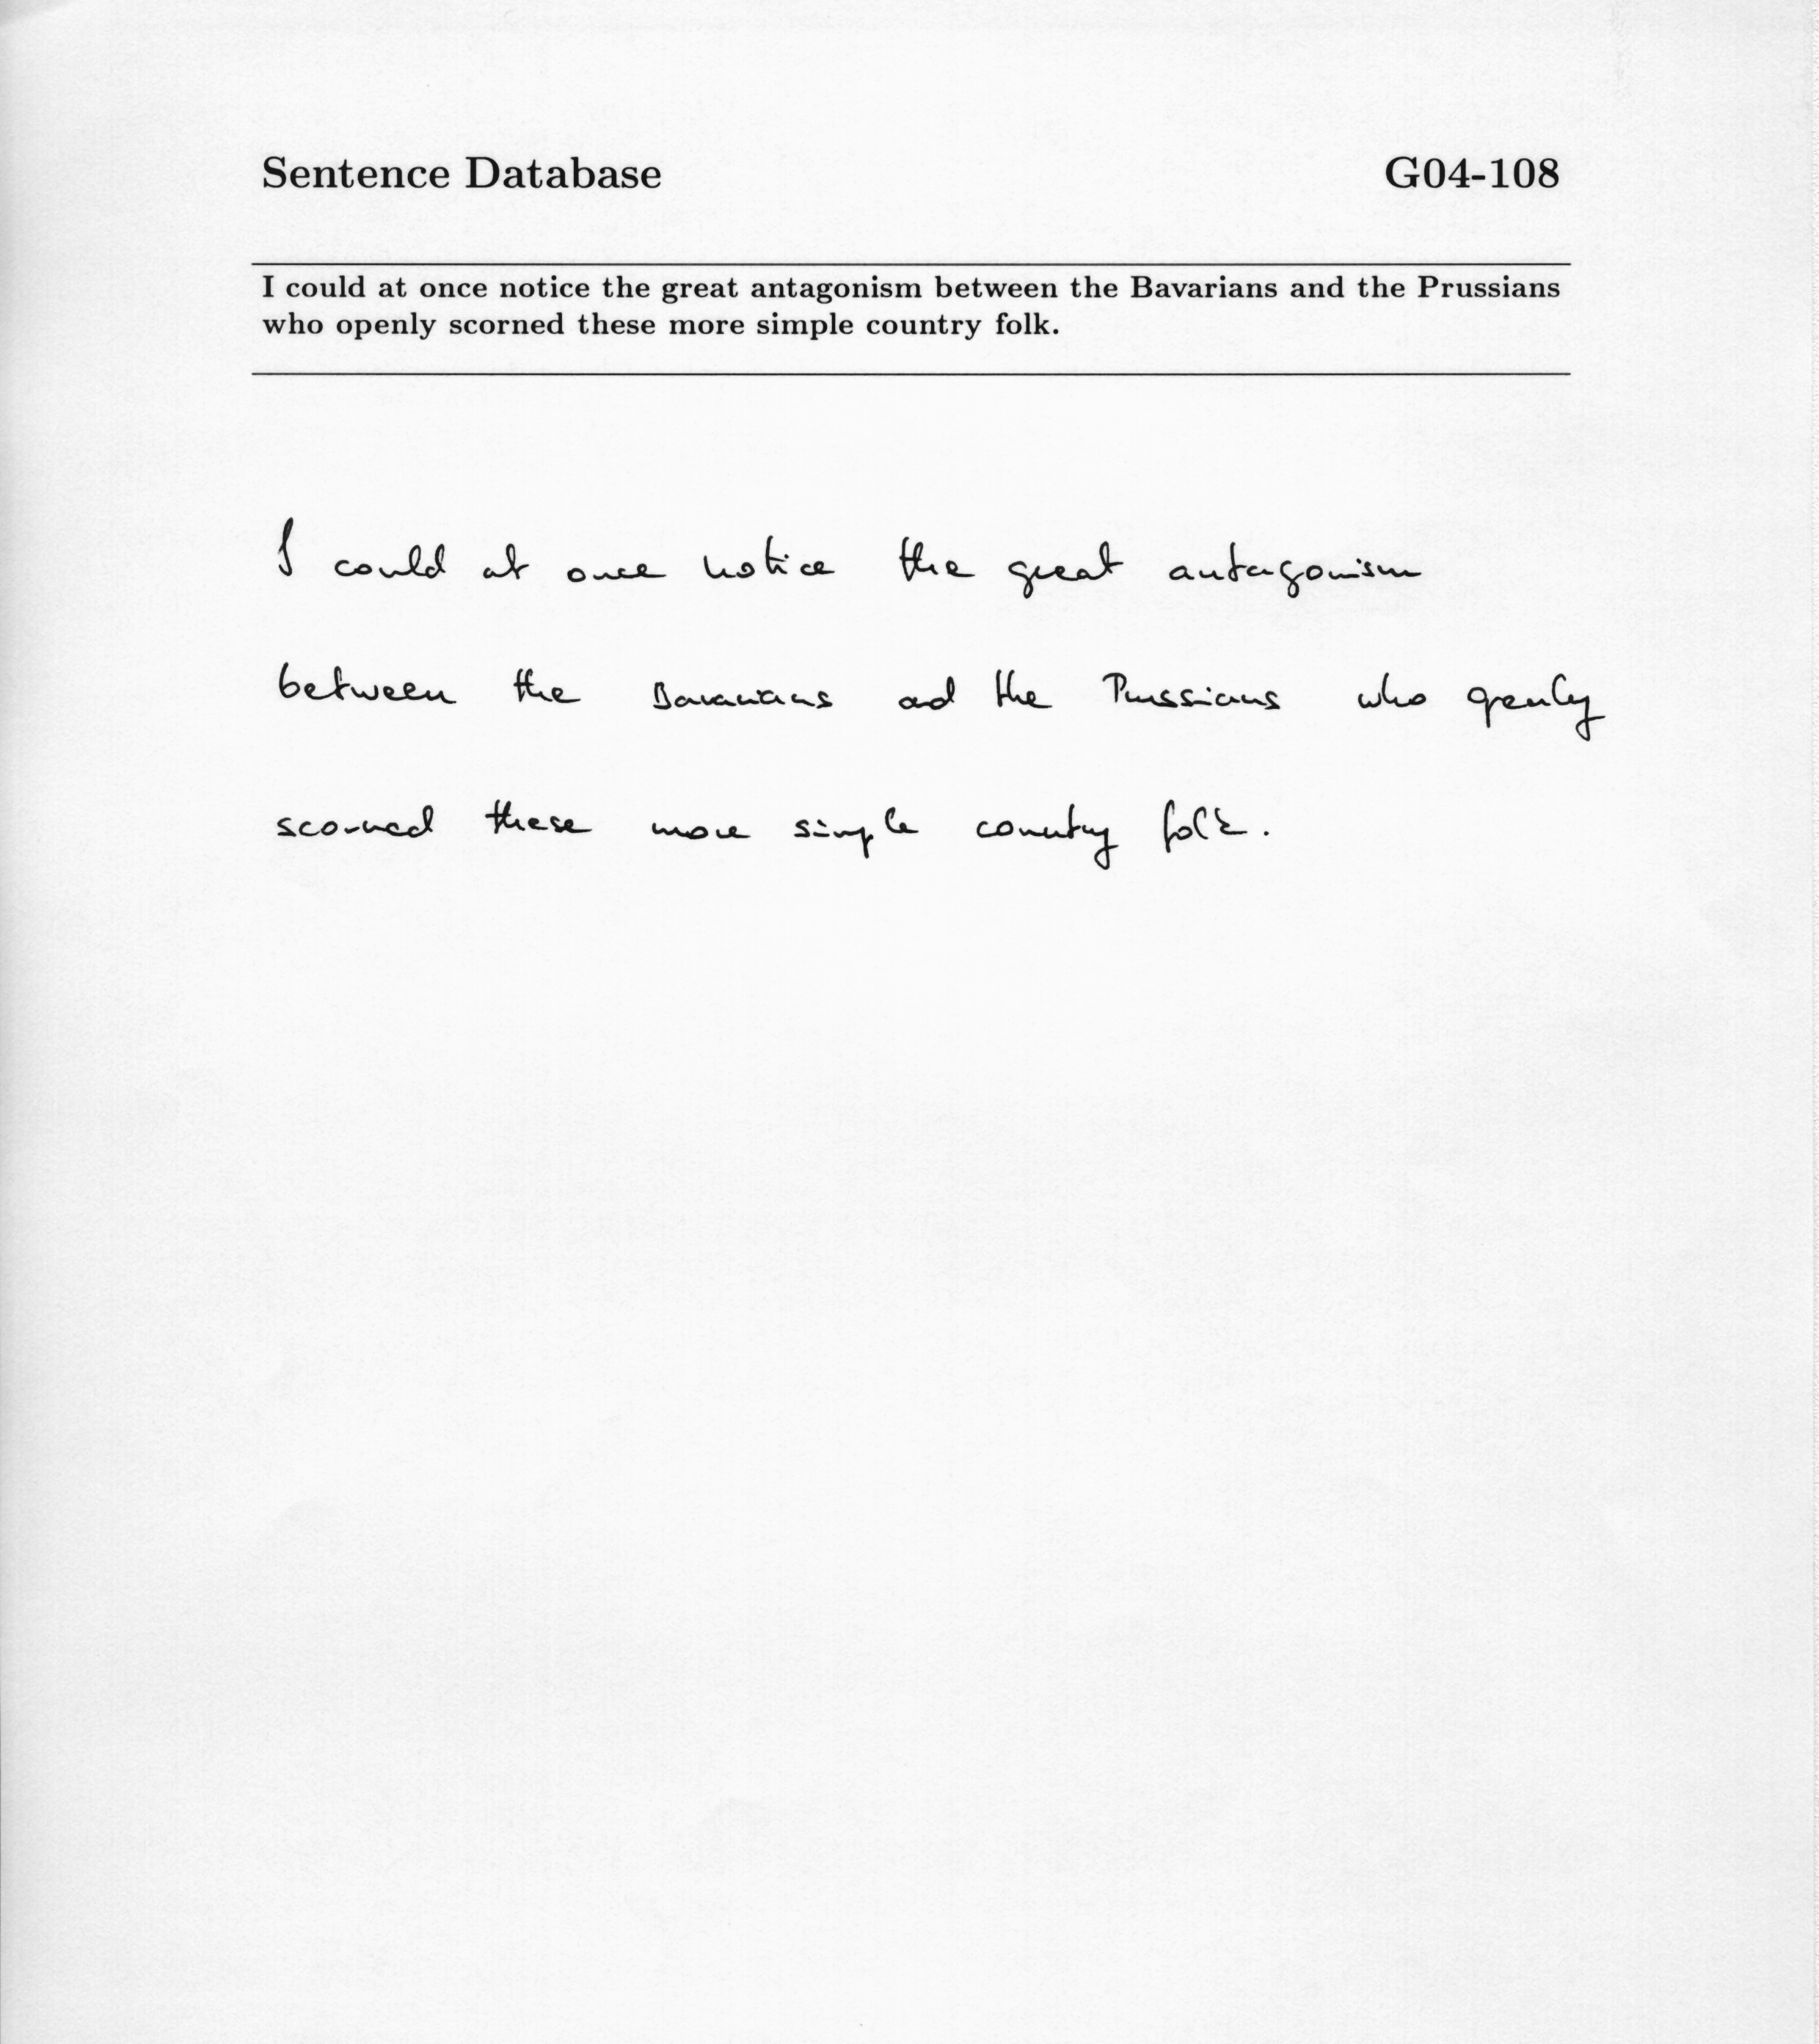 Sentence Database G04-108
I could at once notice the great antagonism between the Bavarians and the Prussians
who openly scorned these more simple country folk.
I could at once notice the great antagonism
between the Bavarians and the Prussians who openly
scorned these more simple country folk.